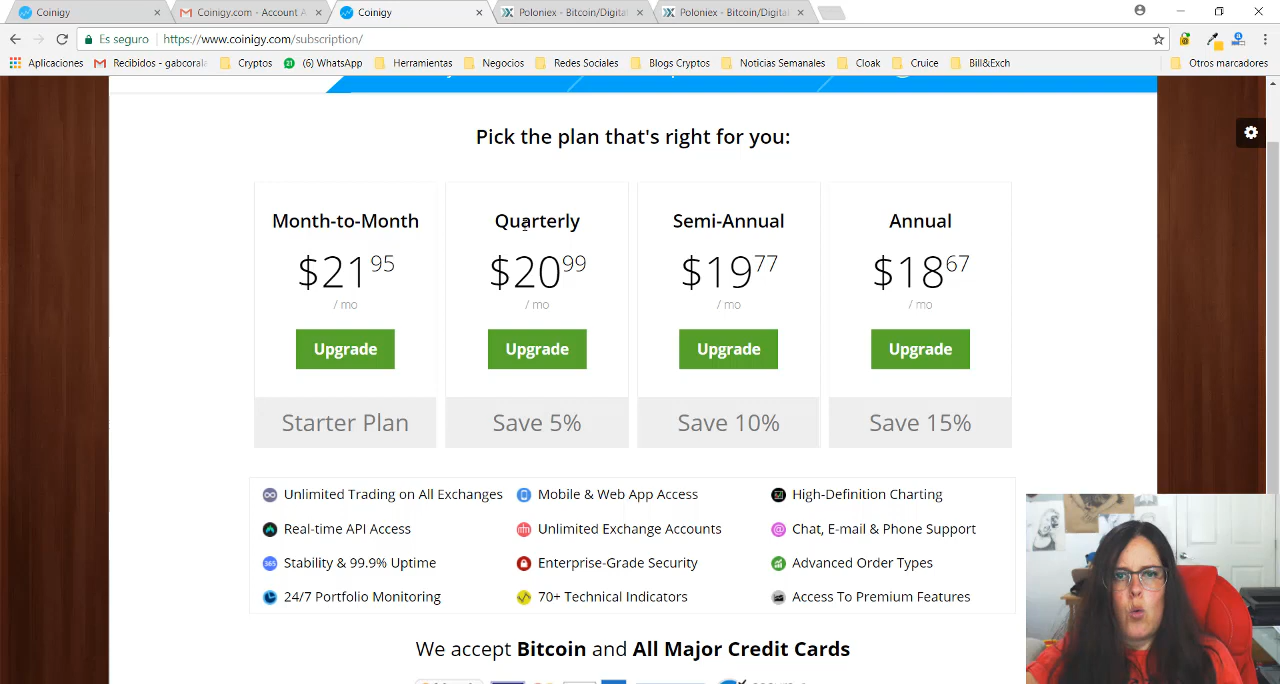 Coinigy
Coinigy.com - Account A
Coinigy
Poloniex - Bitcoin/Digital
Poloniex - Bitcoin/Digital
Es seguro
https://www.coinigy.com/subscription/
Aplicaciones
Recibidos - gaborala
Cryptos
(6) WhatsApp
Herramientas
Negoc
Redes Sociales
Blogs Cryptos
Noticias Semanales
Cloak
Cruice
Bill&Exch
Otros marcadores
Pick the plan that's right for you:
Month-to-Month
Quarterly
Semi-Annual
Annual
$21 95
$20 99
$19 77
$18 67
/ mo
/ mo
/ mo
/ mo
Upgrade
Upgrade
Upgrade
Upgrade
Starter Plan
Save 5%
Save 10%
Save 15%
Unlimited Trading on All Exchanges
Mobile & Web App Access
High-Definition Charting
Real-time API Access
Unlimited Exchange Accounts
Chat, E-mail & Phone Support
365
Stability & 99.9% Uptime
Enterprise-Grade Security
Advanced Order Types
24/7 Portfolio Monitoring
70+ Technical Indicators
Access To Premium Features
We accept Bitcoin and All Major Credit Cards